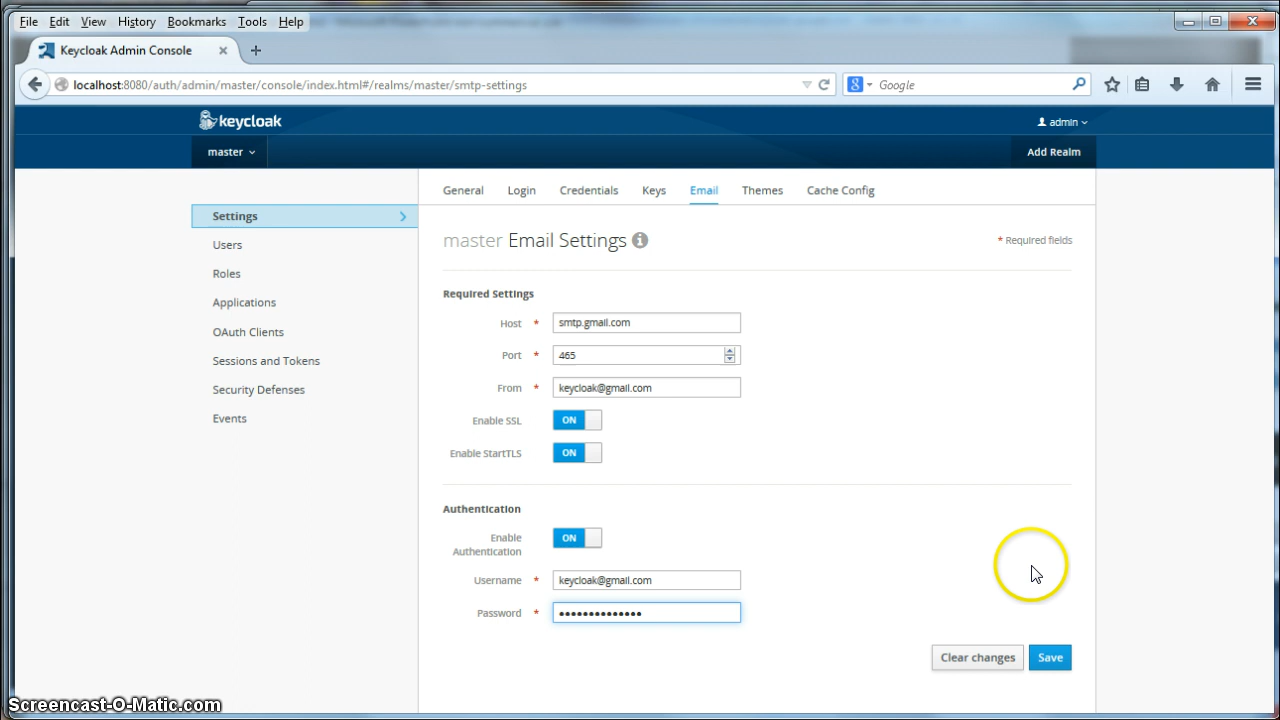 File Edit View History Bookmarks Tools Help
Keycloak Admin Console
localhost:8080/auth/admin/master/console/index.html#/realms/master/smtp-settings
Google
keycloak
admin
master
Add Realm
General Login Credentials Keys Email Themes Cache Config
Settings
Users
Roles
Applications
OAuth Clients
Sessions and Tokens
Security Defenses
Events
master Email Settings
* Required fields
Required Settings
Host * smtp.gmail.com
Port * 465
From * keycloak@gmail.com
Enable SSL ON
Enable StartTLS ON
Authentication
Enable
Authentication ON
Username * keycloak@gmail.com
Password * ••••••••••••••
Clear changes Save
Screencast-O-Matic.com